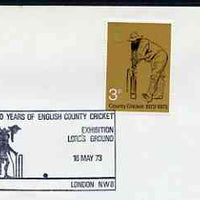 3p
County Cricket 1873-1973
0 YEARS OF ENGLISH COUNTY CRICKET
EXHIBITION
LORD'S GROUND
16 MAY 73
LONDON NW8